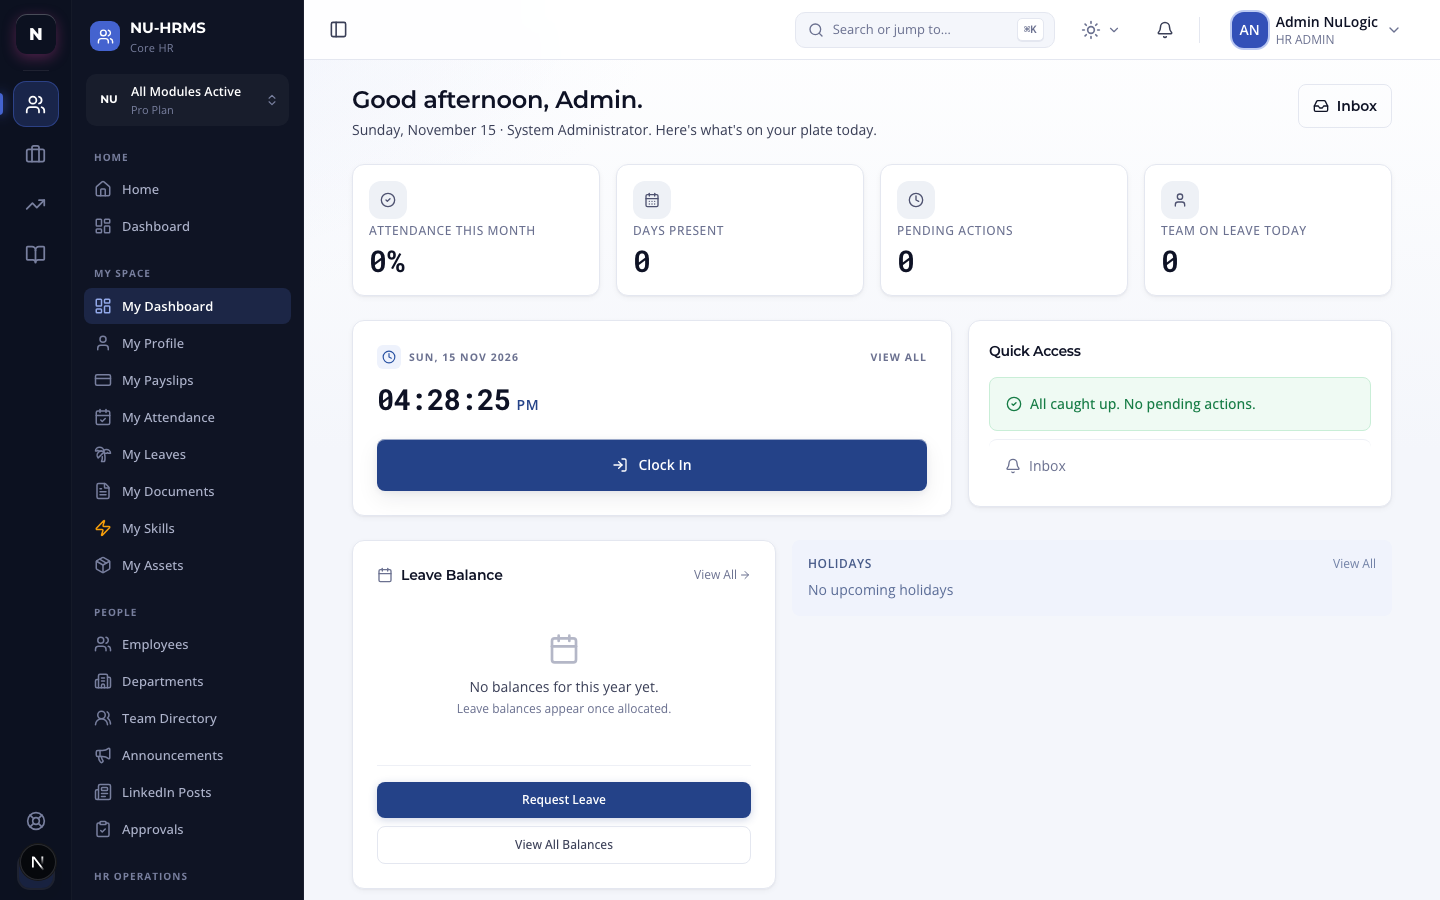 N
NU-HRMS
Core HR
NU
All Modules Active
Pro Plan
HOME
Home
Dashboard
MY SPACE
My Dashboard
My Profile
My Payslips
My Attendance
My Leaves
My Documents
My Skills
My Assets
PEOPLE
Employees
Departments
Team Directory
Announcements
LinkedIn Posts
Approvals
HR OPERATIONS
N
Search or jump to...
⌘K
AN
Admin NuLogic
HR ADMIN
Good afternoon, Admin.
Sunday, November 15 · System Administrator. Here's what's on your plate today.
Inbox
ATTENDANCE THIS MONTH
0%
DAYS PRESENT
0
PENDING ACTIONS
0
TEAM ON LEAVE TODAY
0
SUN, 15 NOV 2026
VIEW ALL
04:28:25 PM
Clock In
Quick Access
All caught up. No pending actions.
Inbox
Leave Balance
View All →
No balances for this year yet.
Leave balances appear once allocated.
Request Leave
View All Balances
HOLIDAYS
View All
No upcoming holidays